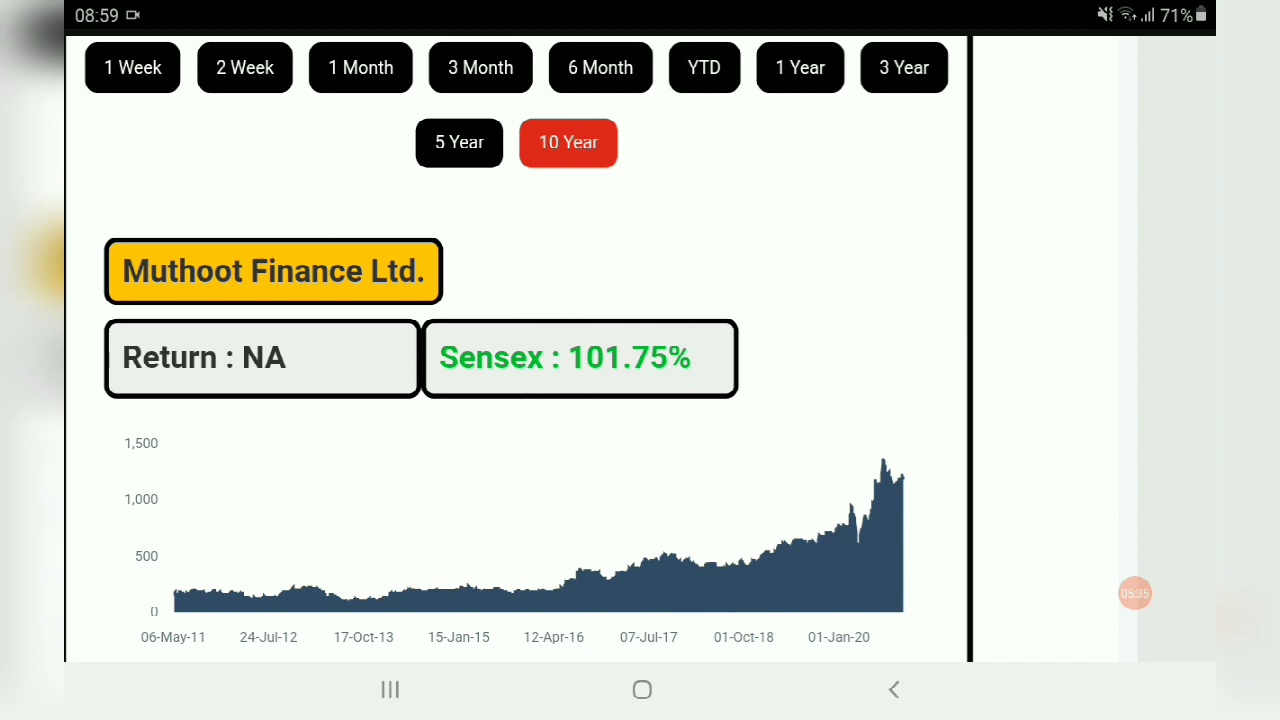 08:59
71%
1 Week 2 Week 1 Month 3 Month 6 Month YTD 1 Year 3 Year
5 Year 10 Year
Muthoot Finance Ltd.
Return : NA Sensex : 101.75%
1,500
1,000
500
0
06-May-11 24-Jul-12 17-Oct-13 15-Jan-15 12-Apr-16 07-Jul-17 01-Oct-18 01-Jan-20
05:35